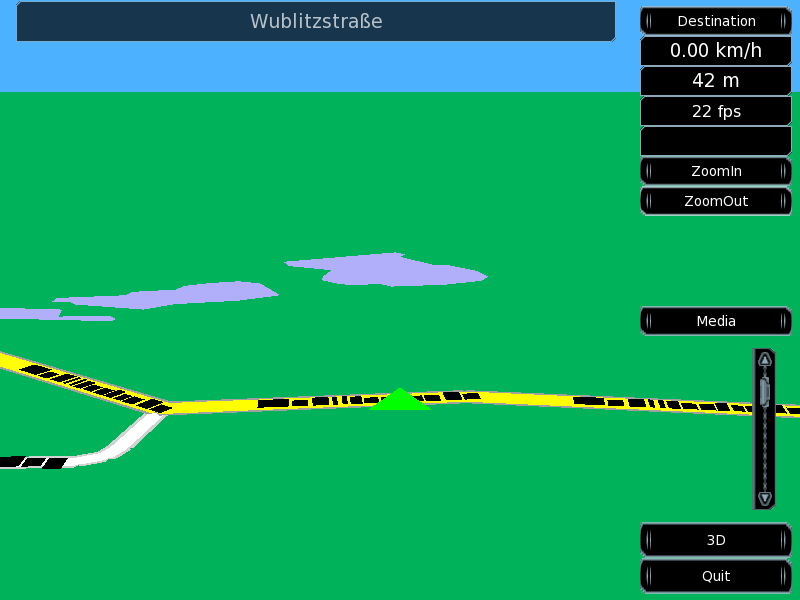 Wublitzstraße
Destination
0.00 km/h
42 m
22 fps
ZoomIn
ZoomOut
Media
3D
Quit